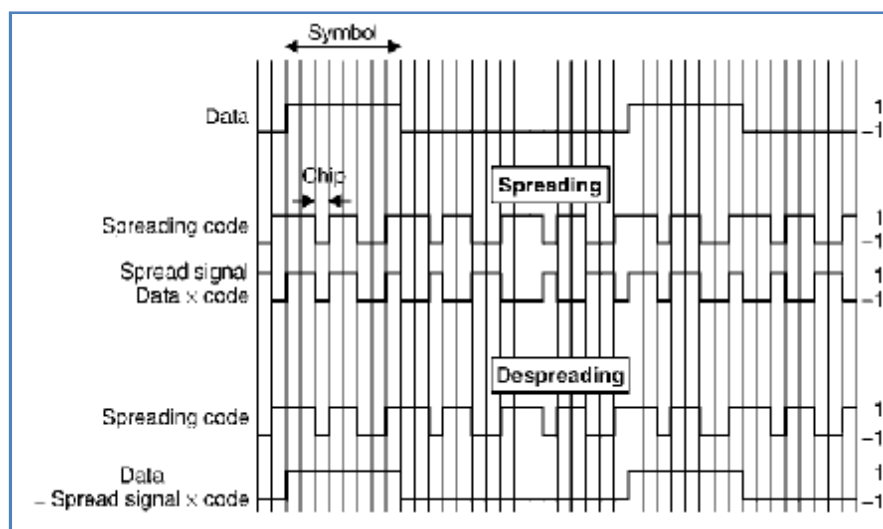 Symbol
Data
1
−1
Chip
Spreading
Spreading code
1
−1
Spread signal
Data × code
1
−1
Despreading
Spreading code
1
−1
Data
− Spread signal × code
1
−1